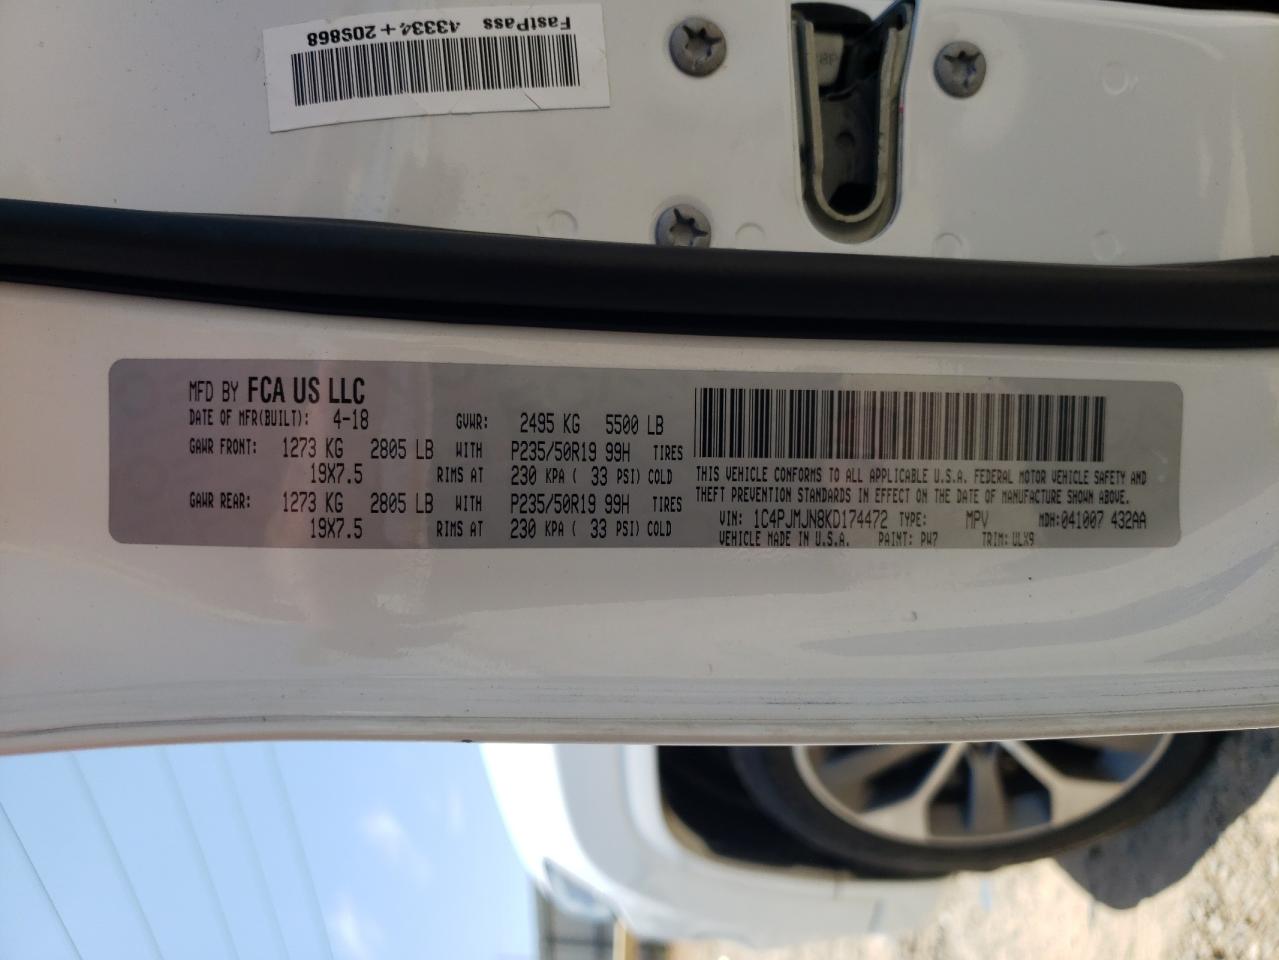 FastPass 43334+20S868
MFD BY FCA US LLC
DATE OF MFR(BUILT): 4-18 GVWR: 2495 KG 5500 LB
GAWR FRONT: 1273 KG 2805 LB WITH P235/50R19 99H TIRES
19X7.5 RIMS AT 230 KPA ( 33 PSI) COLD
GAWR REAR: 1273 KG 2805 LB WITH P235/50R19 99H TIRES
19X7.5 RIMS AT 230 KPA ( 33 PSI) COLD
THIS VEHICLE CONFORMS TO ALL APPLICABLE U.S.A. FEDERAL MOTOR VEHICLE SAFETY AND
THEFT PREVENTION STANDARDS IN EFFECT ON THE DATE OF MANUFACTURE SHOWN ABOVE.
VIN: 1C4PJMJN8KD174472 TYPE: MPV MDH:041007 432AA
VEHICLE MADE IN U.S.A. PAINT: PW7 TRIM: ULX9